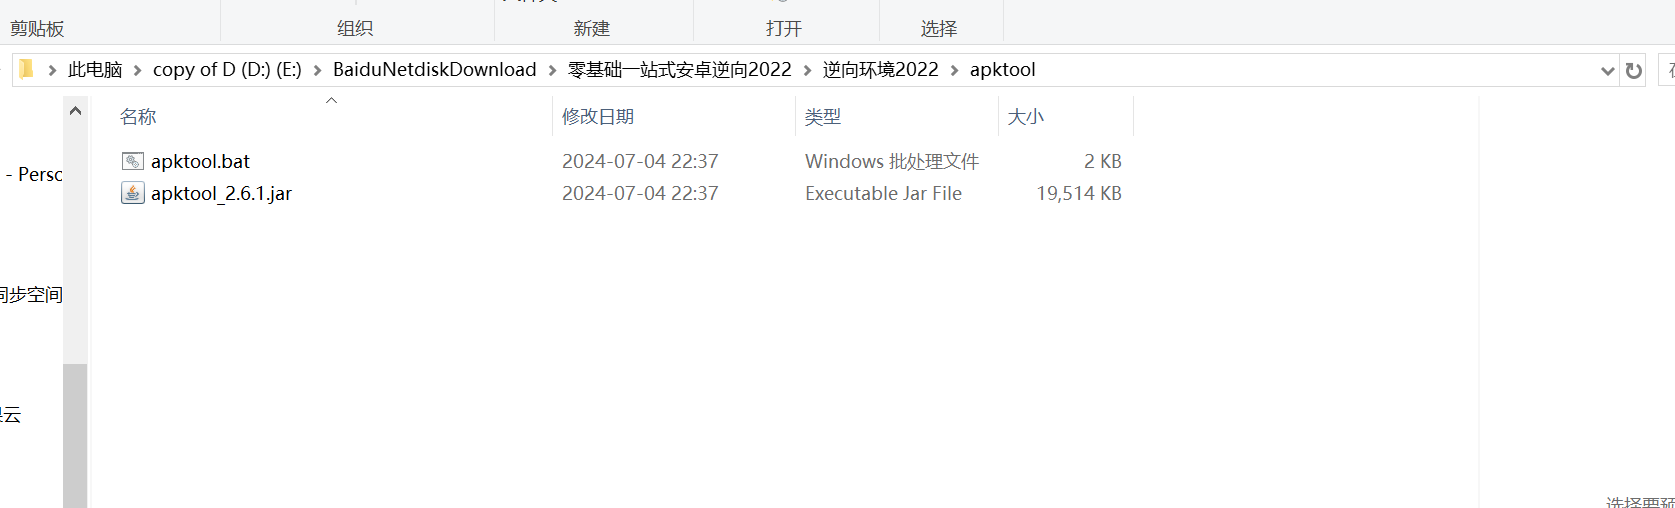 剪贴板 组织 新建 打开 选择
此电脑 copy of D (D:) (E:) BaiduNetdiskDownload 零基础一站式安卓逆向2022 逆向环境2022 apktool
名称 修改日期 类型 大小
apktool.bat 2024-07-04 22:37 Windows 批处理文件 2 KB
- Persc
apktool_2.6.1.jar 2024-07-04 22:37 Executable Jar File 19,514 KB
同步空间
云
选择要预